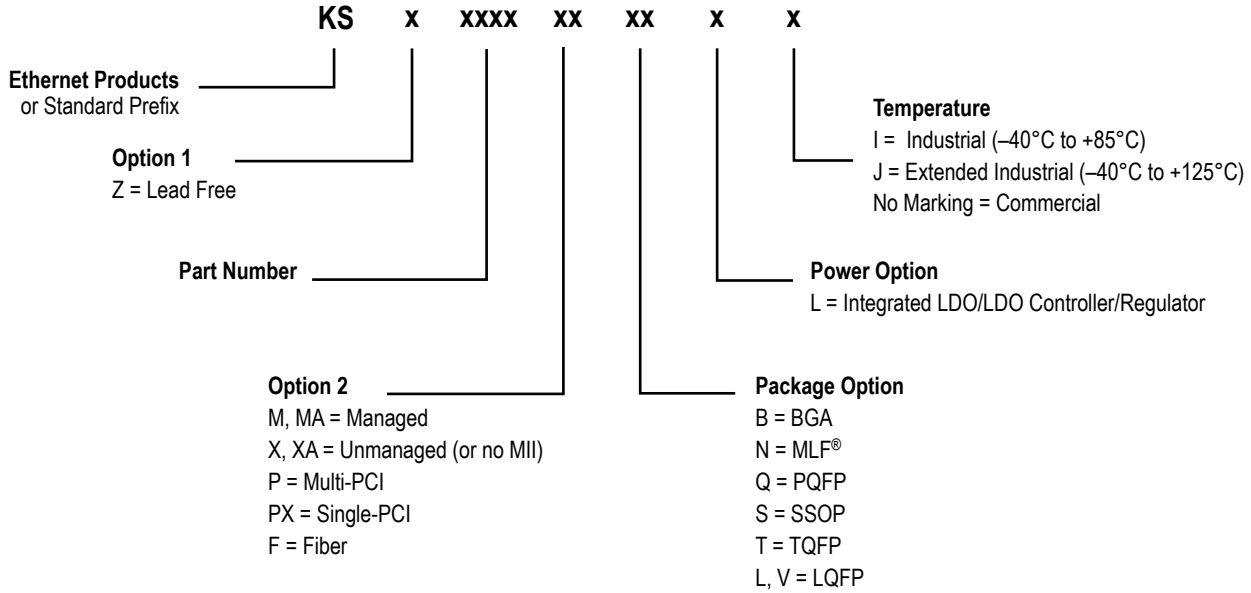 KS x xxxx xx xx x x
Ethernet Products
or Standard Prefix
Option 1
Z = Lead Free
Part Number
Option 2
M, MA = Managed
X, XA = Unmanaged (or no MII)
P = Multi-PCI
PX = Single-PCI
F = Fiber
Temperature
I = Industrial (–40°C to +85°C)
J = Extended Industrial (–40°C to +125°C)
No Marking = Commercial
Power Option
L = Integrated LDO/LDO Controller/Regulator
Package Option
B = BGA
N = MLF®
Q = PQFP
S = SSOP
T = TQFP
L, V = LQFP